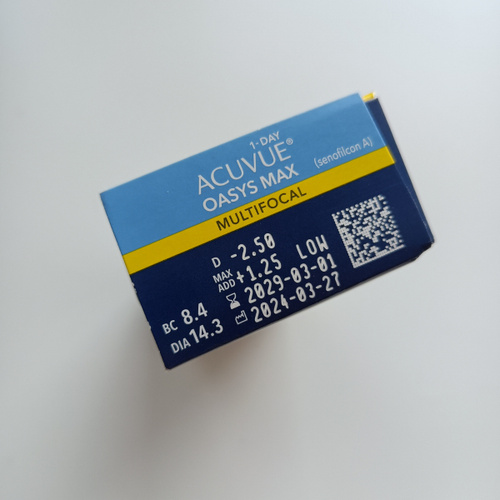 1-DAY
ACUVUE®
OASYS MAX (senofilcon A)
MULTIFOCAL
D -2.50
MAX ADD +1.25 LOW
2029-03-01
2024-03-27
BC 8.4
DIA 14.3